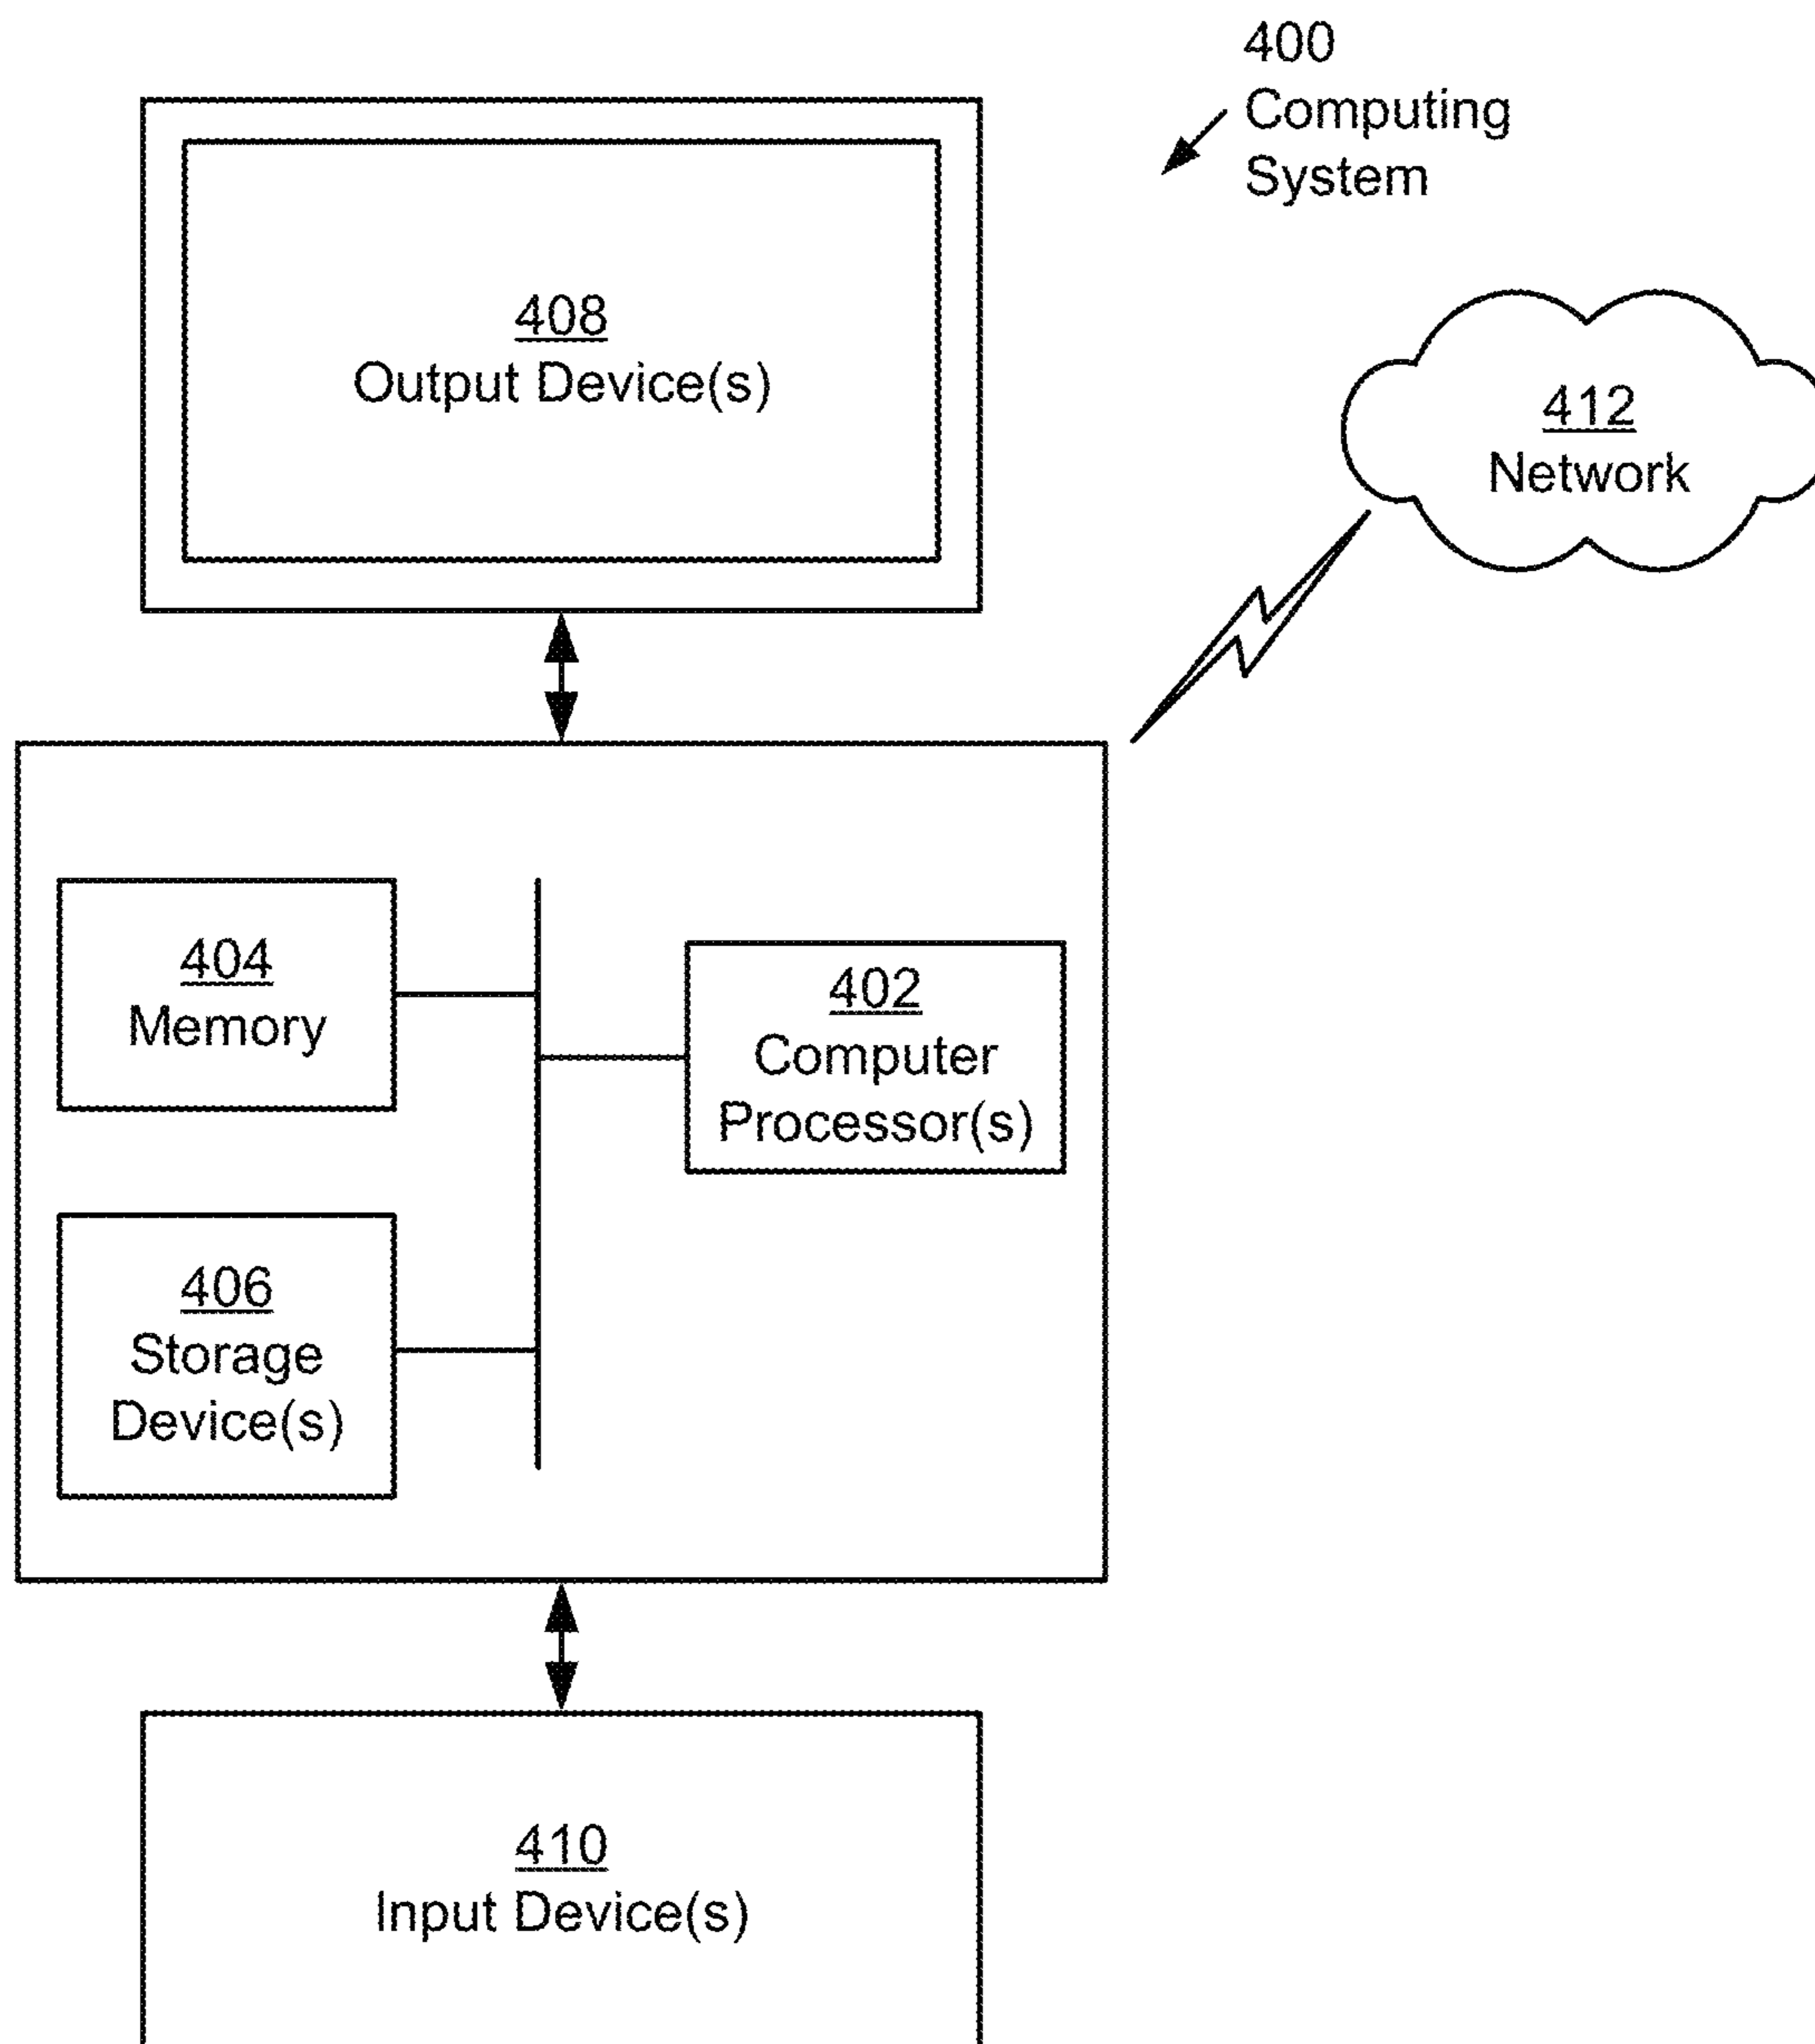 400
Computing
System
408
Output Device(s)
412
Network
404
Memory
402
Computer
Processor(s)
406
Storage
Device(s)
410
Input Device(s)